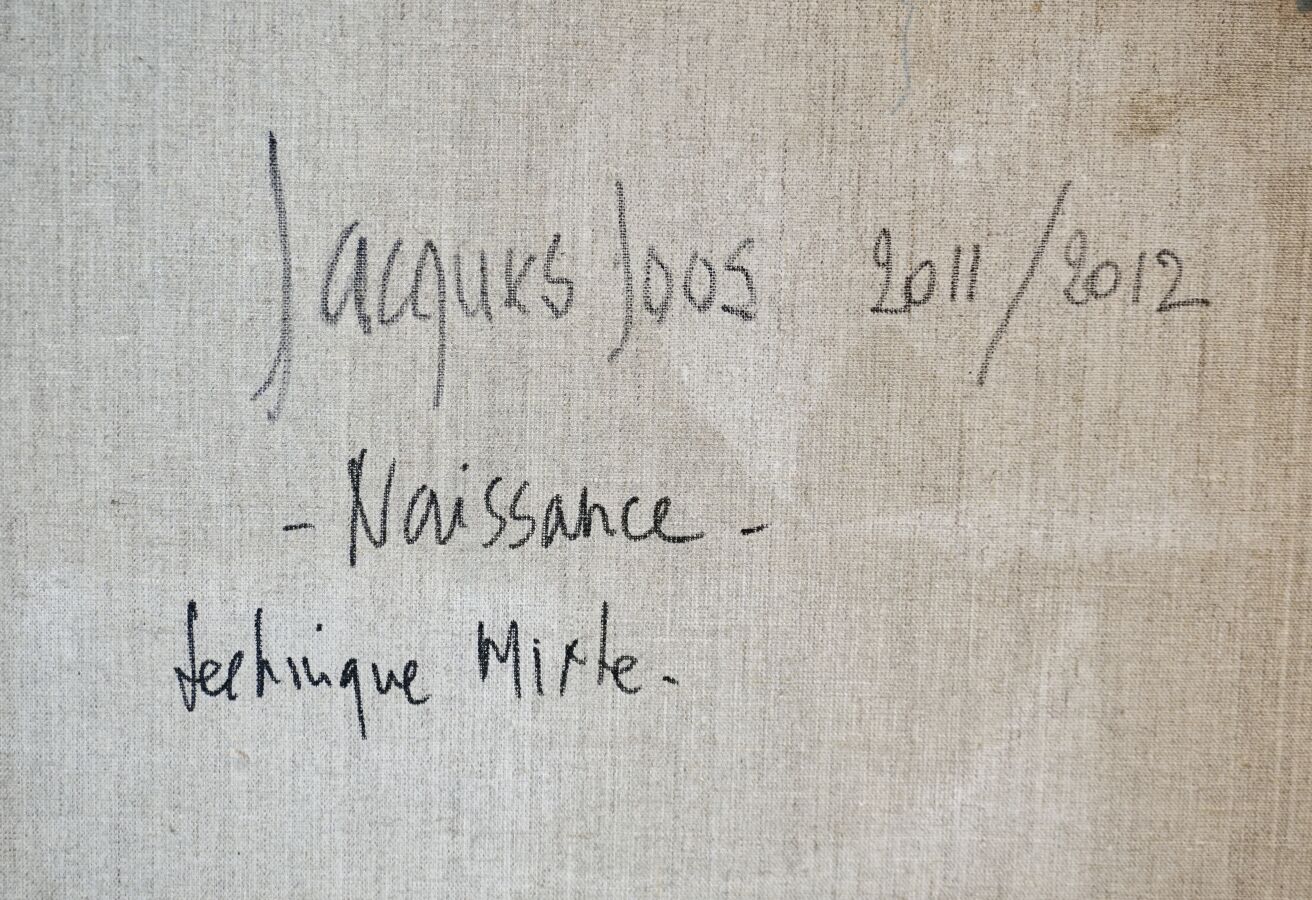 Jacques Joos 2011/2012
- Naissance -
technique Mixte.